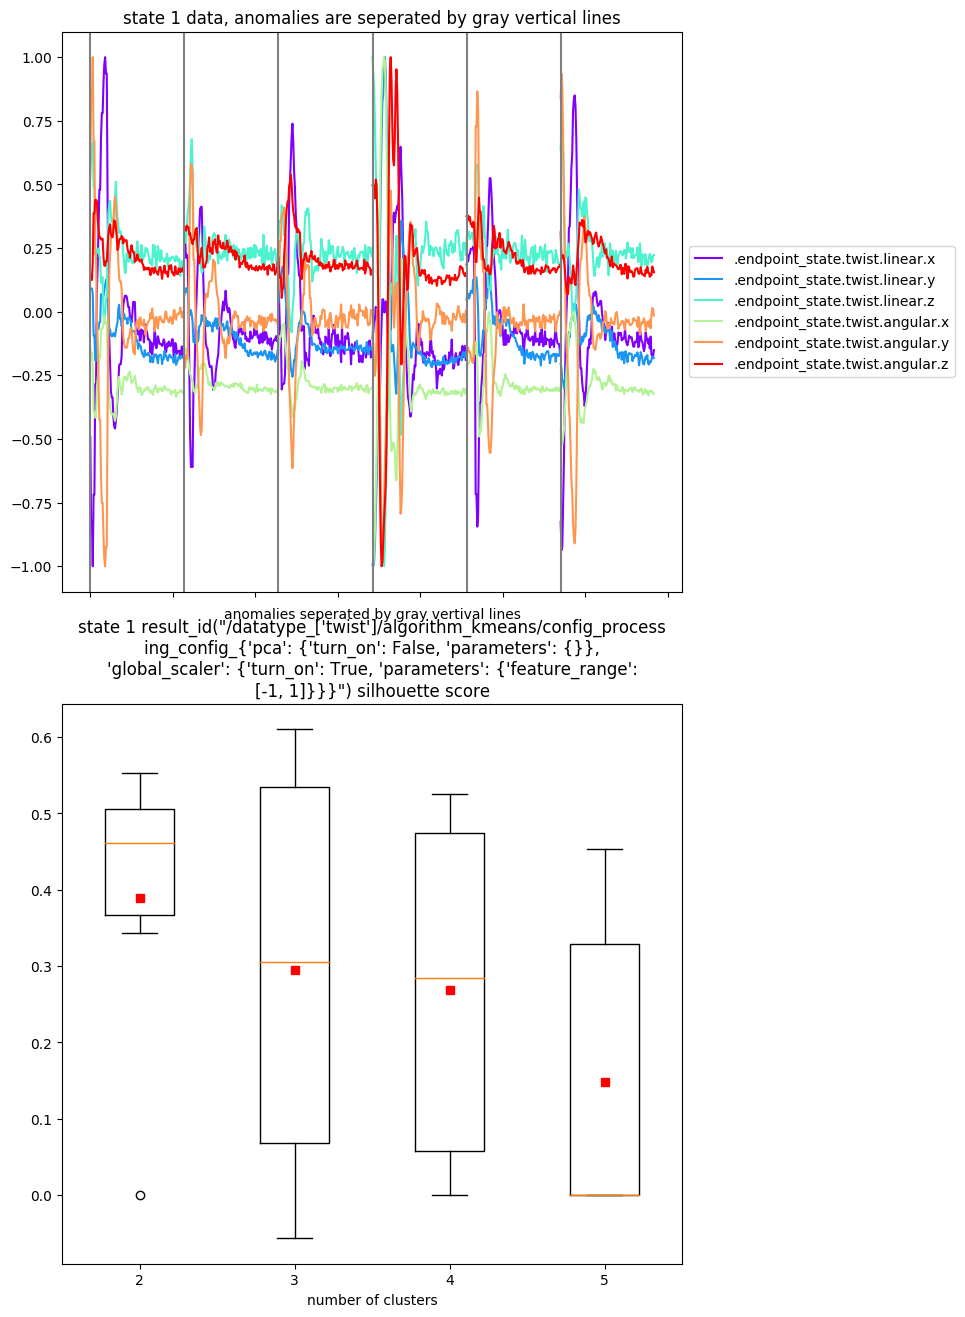 state 1 data, anomalies are seperated by gray vertical lines
1.00
0.75
0.50
0.25
0.00
−0.25
−0.50
−0.75
−1.00
.endpoint_state.twist.linear.x
.endpoint_state.twist.linear.y
.endpoint_state.twist.linear.z
.endpoint_state.twist.angular.x
.endpoint_state.twist.angular.y
.endpoint_state.twist.angular.z
anomalies seperated by gray vertival lines
state 1 result_id("/datatype_['twist']/algorithm_kmeans/config_process
ing_config_{'pca': {'turn_on': False, 'parameters': {}},
'global_scaler': {'turn_on': True, 'parameters': {'feature_range':
[-1, 1]}}}") silhouette score
0.6
0.5
0.4
0.3
0.2
0.1
0.0
2 3 4 5
number of clusters